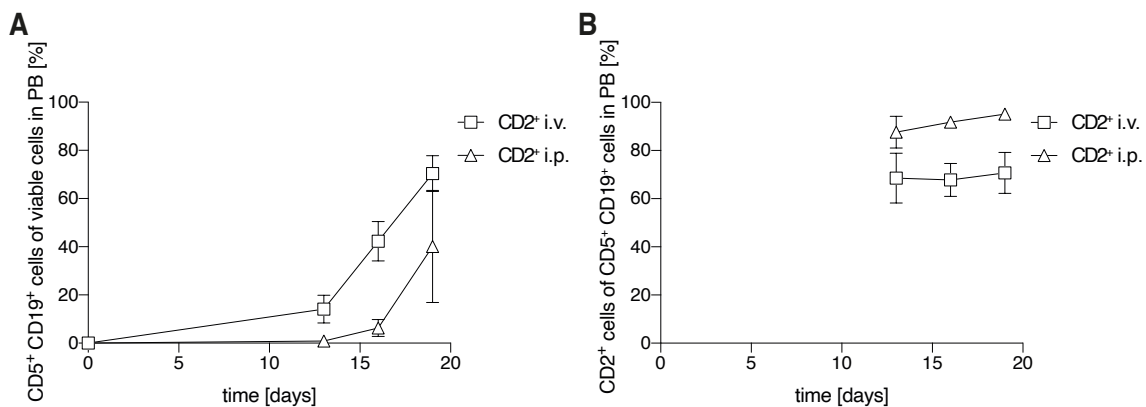 A
CD5⁺ CD19⁺ cells of viable cells in PB [%]
100
80
60
40
20
0
0 5 10 15 20
time [days]
CD2⁺ i.v.
CD2⁺ i.p.
B
CD2⁺ cells of CD5⁺ CD19⁺ cells in PB [%]
100
80
60
40
20
0
0 5 10 15 20
time [days]
CD2⁺ i.v.
CD2⁺ i.p.